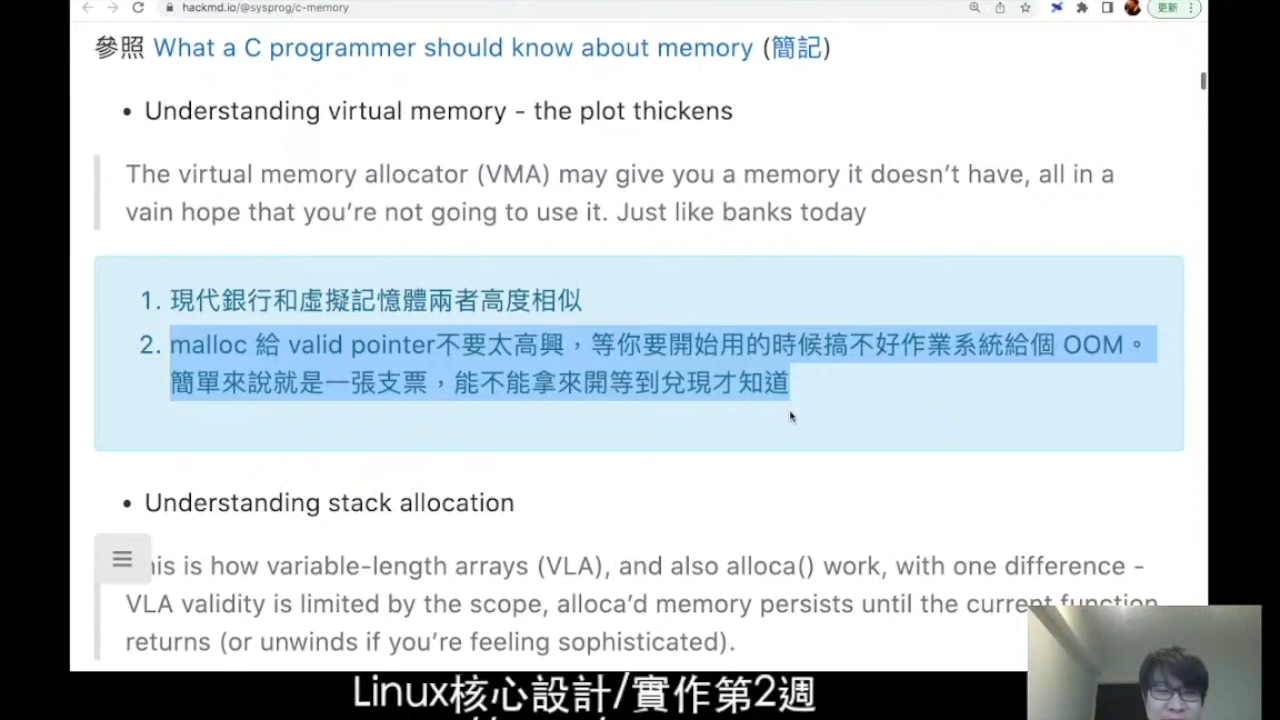 hackmd.io/@sysprog/c-memory
更新
參照 What a C programmer should know about memory (簡記)
• Understanding virtual memory - the plot thickens
The virtual memory allocator (VMA) may give you a memory it doesn’t have, all in a
vain hope that you’re not going to use it. Just like banks today
1. 現代銀行和虛擬記憶體兩者高度相似
2. malloc 給 valid pointer不要太高興，等你要開始用的時候搞不好作業系統給個 OOM。
簡單來說就是一張支票，能不能拿來開等到兌現才知道
• Understanding stack allocation
his is how variable-length arrays (VLA), and also alloca() work, with one difference -
VLA validity is limited by the scope, alloca’d memory persists until the current function
returns (or unwinds if you’re feeling sophisticated).
Linux核心設計/實作第2週